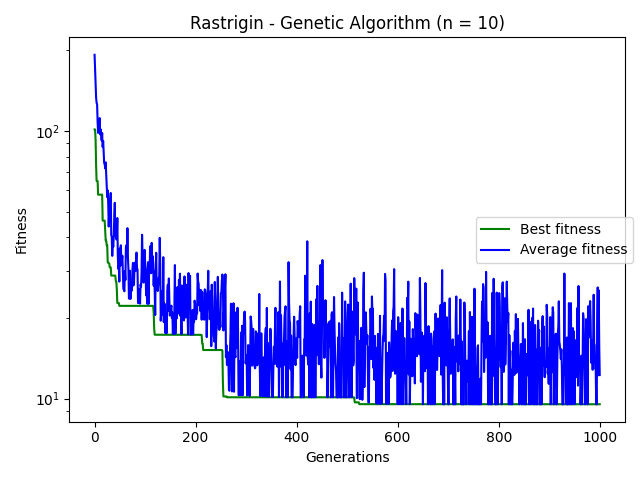 Rastrigin - Genetic Algorithm (n = 10)
Fitness
10²
10¹
Best fitness
Average fitness
0
200
400
600
800
1000
Generations